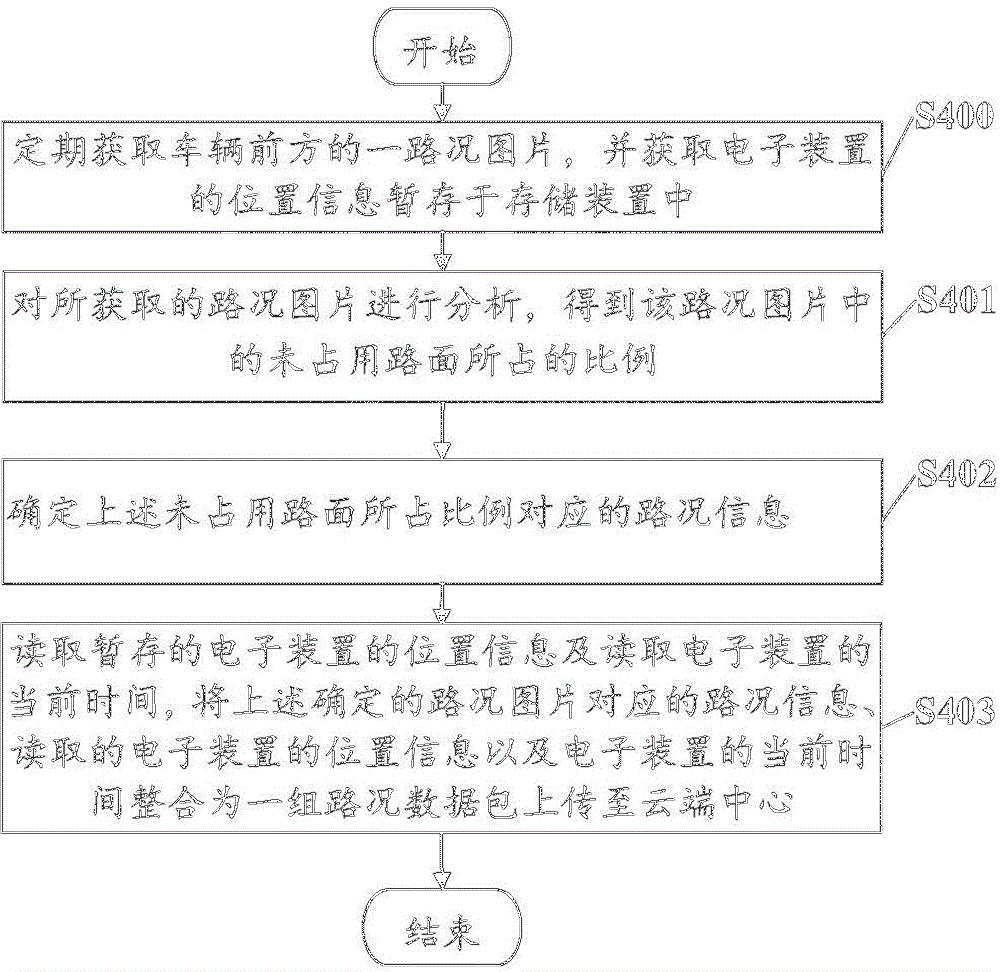 开始
S400
定期获取车辆前方的一路况图片，并获取电子装置
的位置信息暂存于存储装置中
S401
对所获取的路况图片进行分析，得到该路况图片中
的未占用路面所占的比例
S402
确定上述未占用路面所占比例对应的路况信息
读取暂存的电子装置的位置信息及读取电子装置的
当前时间，将上述确定的路况图片对应的路况信息、
S403
读取的电子装置的位置信息以及电子装置的当前时
间整合为一组路况数据包上传至云端中心
结束